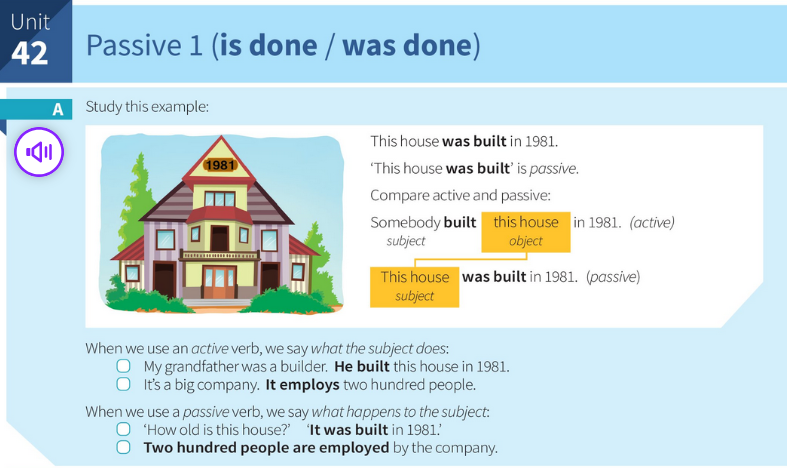 Unit
42
Passive 1 (is done / was done)
A
Study this example:
1981
This house was built in 1981.
‘This house was built’ is passive.
Compare active and passive:
Somebody built this house in 1981. (active)
subject object
This house was built in 1981. (passive)
subject
When we use an active verb, we say what the subject does:
My grandfather was a builder. He built this house in 1981.
It’s a big company. It employs two hundred people.
When we use a passive verb, we say what happens to the subject:
‘How old is this house?’ ‘It was built in 1981.’
Two hundred people are employed by the company.